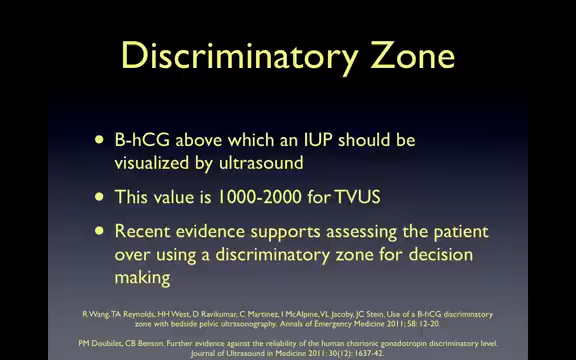 Discriminatory Zone
• B-hCG above which an IUP should be
visualized by ultrasound
• This value is 1000-2000 for TVUS
• Recent evidence supports assessing the patient
over using a discriminatory zone for decision
making
R Wang, TA Reynolds, HH West, D Ravikumar, C Martinez, I McAlpine, VL Jacoby, JC Stein, Use of a B-hCG discriminatory
zone with bedside pelvic ultrasonography. Annals of Emergency Medicine 2011; 58: 12-20.
PM Doubilet, CB Benson. Further evidence against the reliability of the human chorionic gonadotropin discriminatory level.
Journal of Ultrasound in Medicine 2011: 30(12): 1637-42.